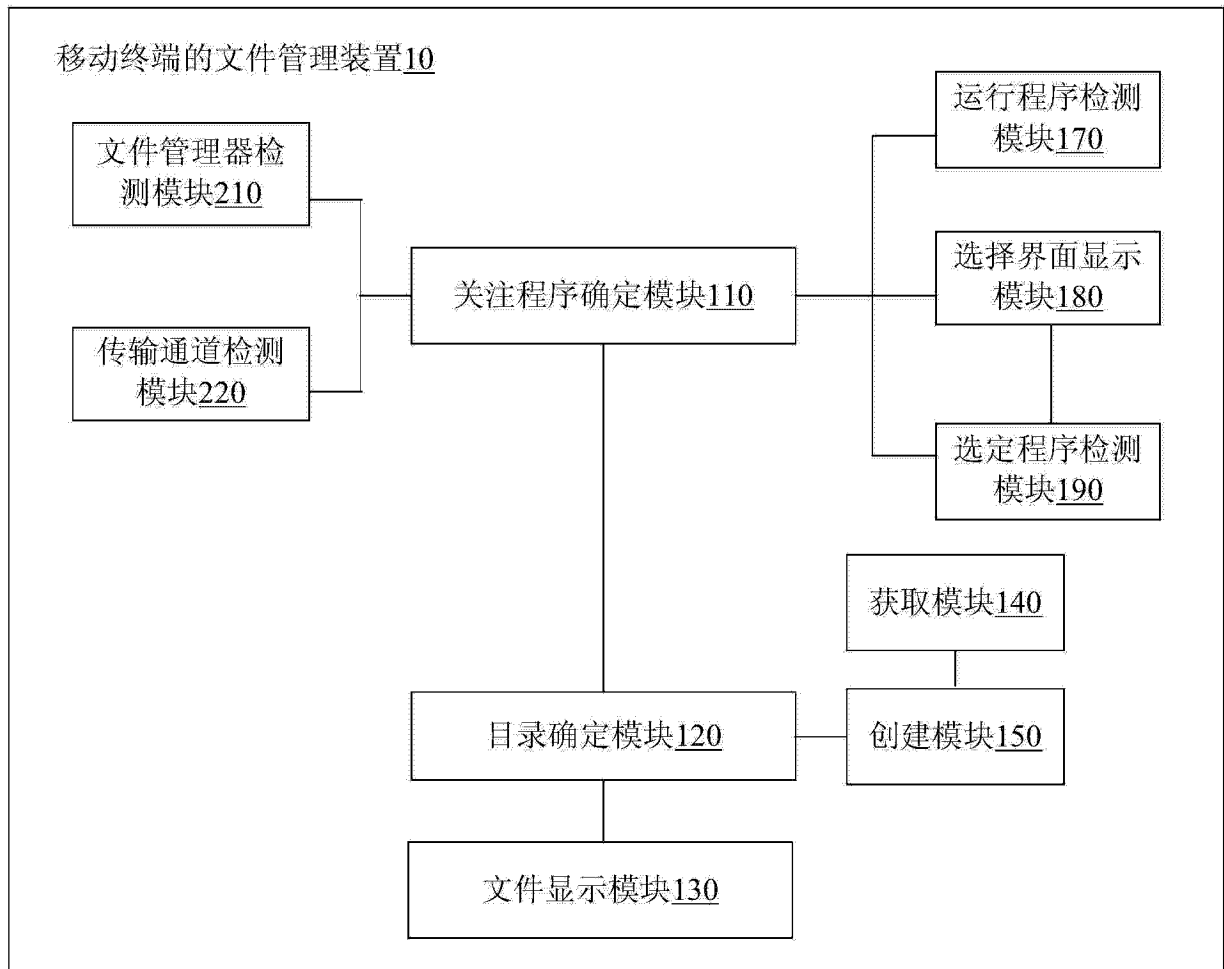 移动终端的文件管理装置10
文件管理器检
测模块210
传输通道检测
模块220
关注程序确定模块110
运行程序检测
模块170
选择界面显示
模块180
选定程序检测
模块190
获取模块140
目录确定模块120
创建模块150
文件显示模块130